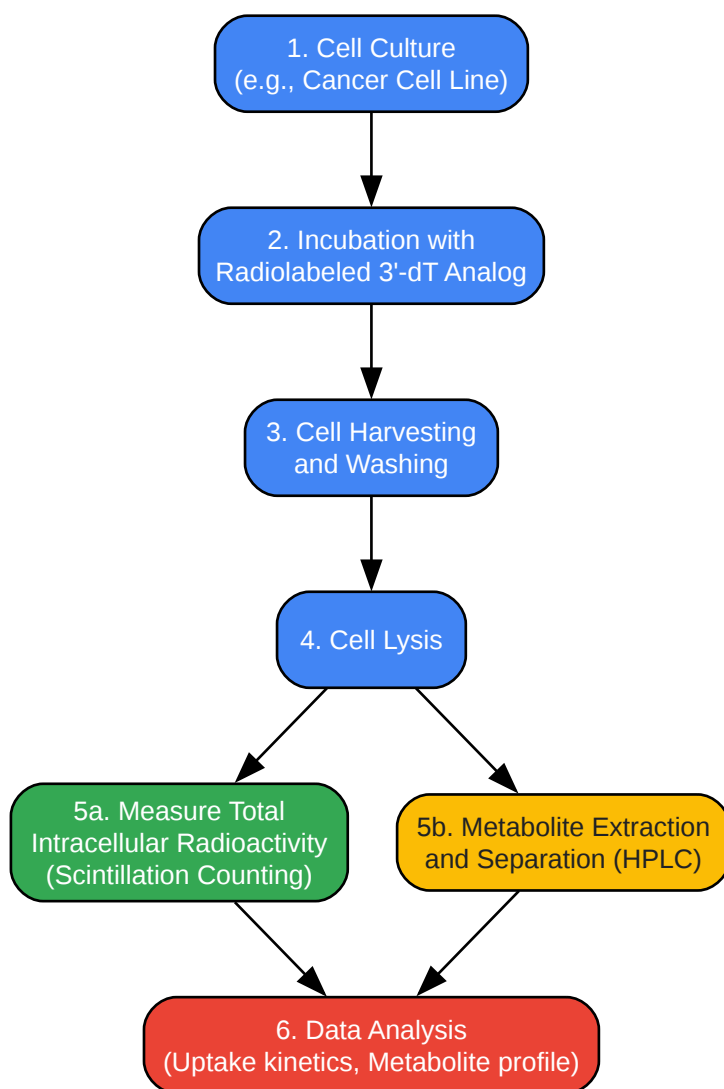 1. Cell Culture
(e.g., Cancer Cell Line)
2. Incubation with
Radiolabeled 3'-dT Analog
3. Cell Harvesting
and Washing
4. Cell Lysis
5a. Measure Total
Intracellular Radioactivity
(Scintillation Counting)
5b. Metabolite Extraction
and Separation (HPLC)
6. Data Analysis
(Uptake kinetics, Metabolite profile)